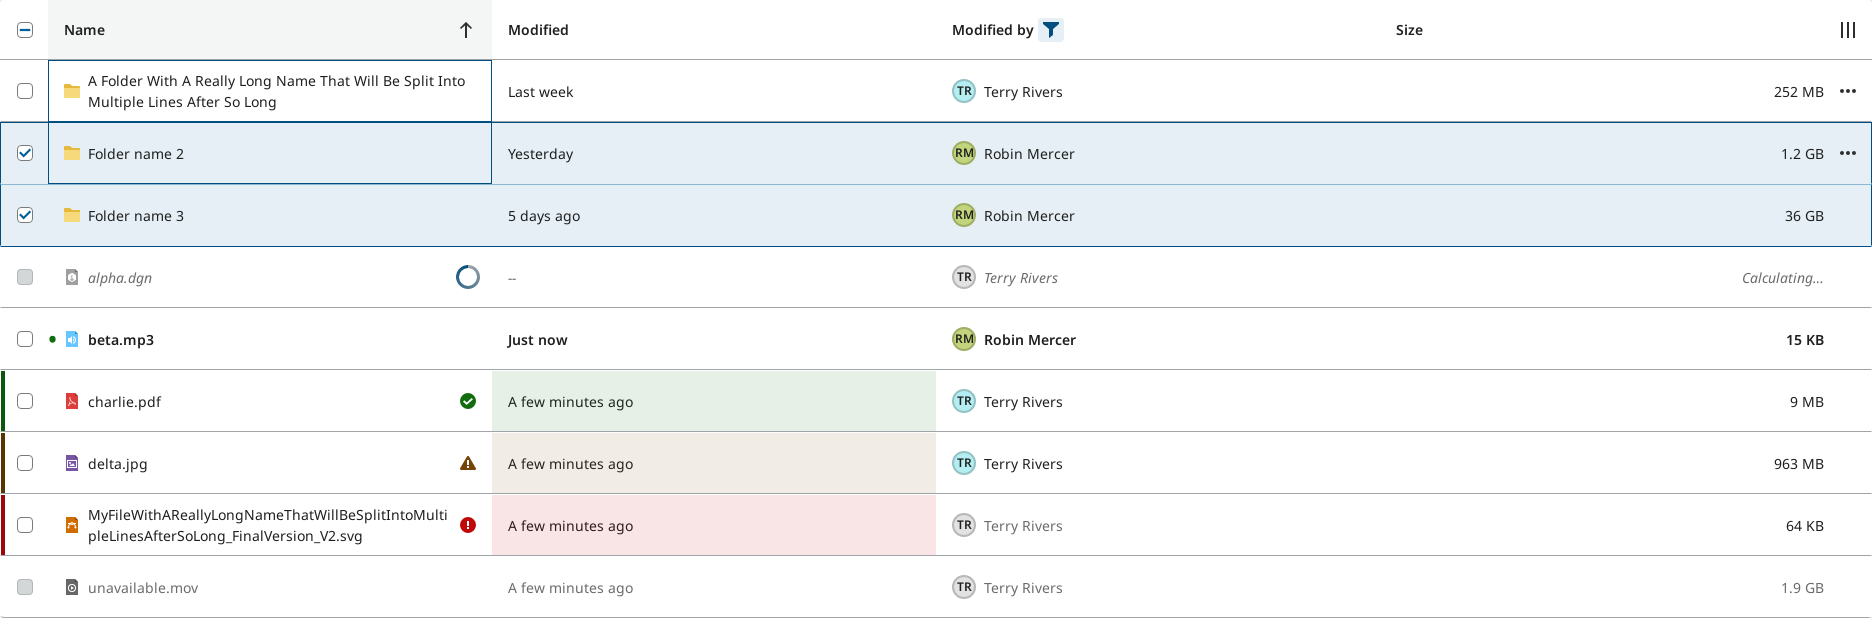 Name Modified Modified by Size
A Folder With A Really Long Name That Will Be Split Into
Multiple Lines After So Long
Last week TR Terry Rivers 252 MB
Folder name 2 Yesterday RM Robin Mercer 1.2 GB
Folder name 3 5 days ago RM Robin Mercer 36 GB
alpha.dgn -- TR Terry Rivers Calculating...
beta.mp3 Just now RM Robin Mercer 15 KB
charlie.pdf A few minutes ago TR Terry Rivers 9 MB
delta.jpg A few minutes ago TR Terry Rivers 963 MB
MyFileWithAReallyLongNameThatWillBeSplitIntoMulti
pleLinesAfterSoLong_FinalVersion_V2.svg
A few minutes ago TR Terry Rivers 64 KB
unavailable.mov A few minutes ago TR Terry Rivers 1.9 GB